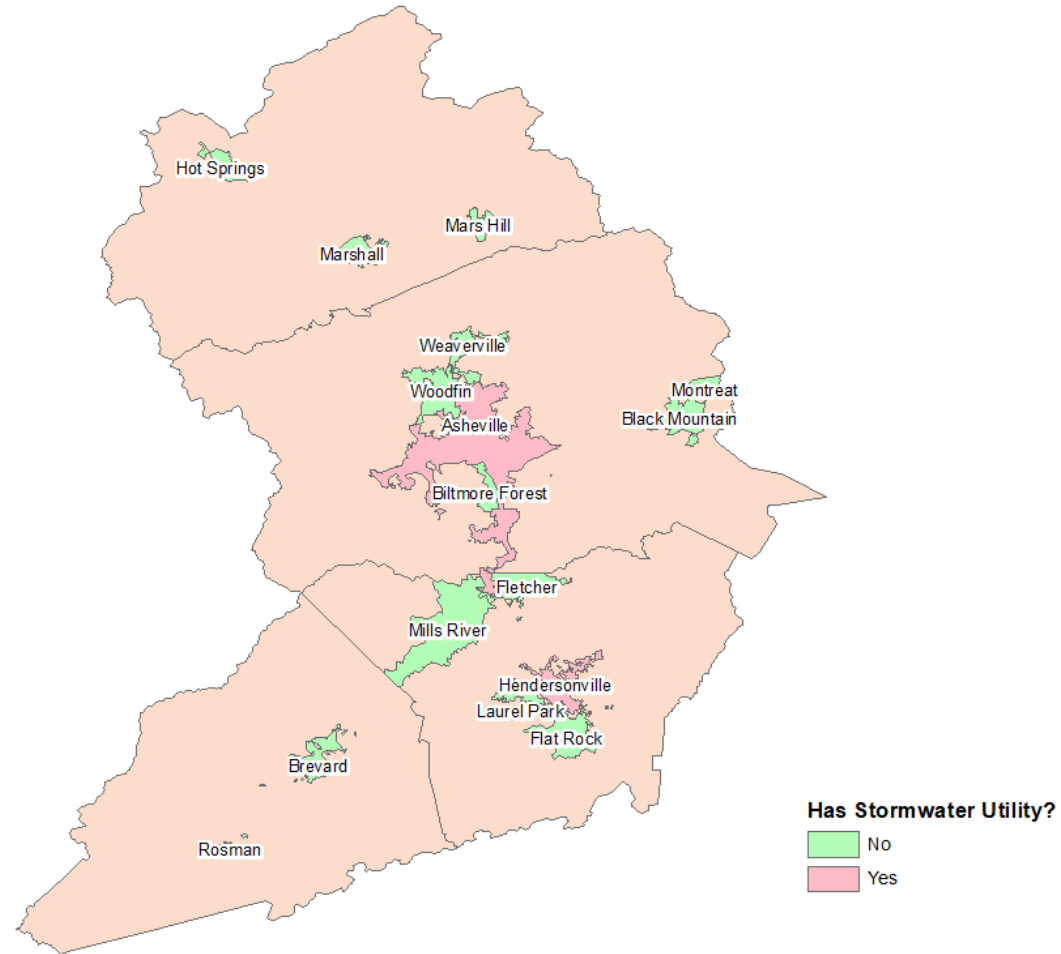 Hot Springs
Mars Hill
Marshall
Weaverville
Woodfin
Montreat
Black Mountain
Asheville
Biltmore Forest
Fletcher
Mills River
Hendersonville
Laurel Park
Flat Rock
Brevard
Rosman
Has Stormwater Utility?
No
Yes